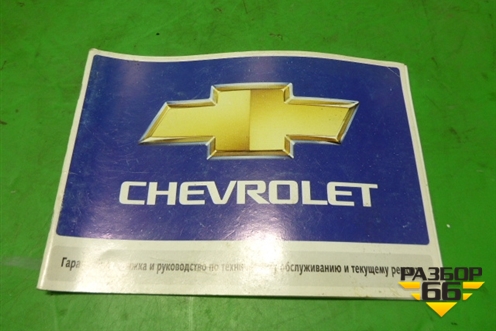 CHEVROLET
и руководство по обслуживанию и текущему
РАЗБОР
66